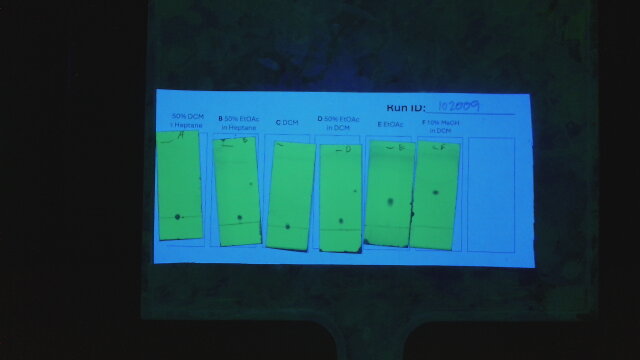 Run ID: 102009
50% DCM
Heptane
B 50% EtOAc
in Heptane
C DCM
D 50% EtOAc
in DCM
E EtOAc
F 10% MeOH
in DCM
A
B
D
E
F